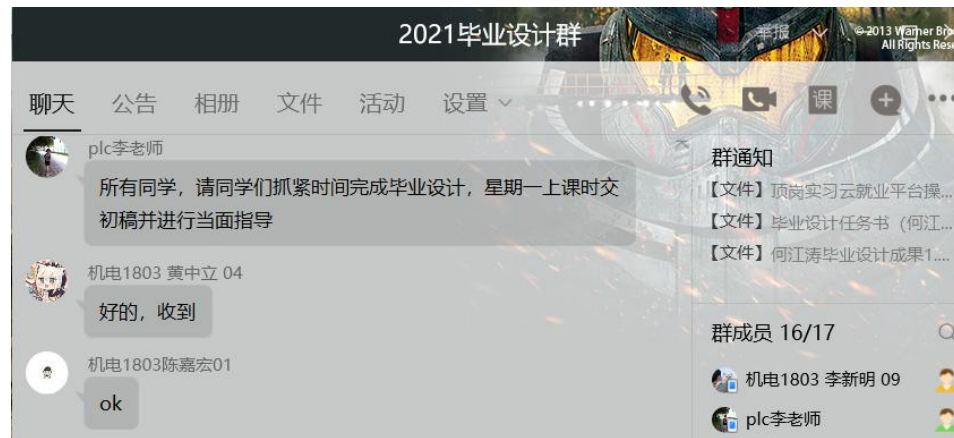 2021毕业设计群
举报
©2013 Warner Bro
All Rights Rese
聊天 公告 相册 文件 活动 设置
课
plc李老师
所有同学，请同学们抓紧时间完成毕业设计，星期一上课时交
初稿并进行当面指导
机电1803 黄中立 04
好的，收到
机电1803陈嘉宏01
ok
群通知
【文件】顶岗实习云就业平台操...
【文件】毕业设计任务书（何江...
【文件】何江涛毕业设计成果1....
群成员 16/17
机电1803 李新明 09
plc李老师